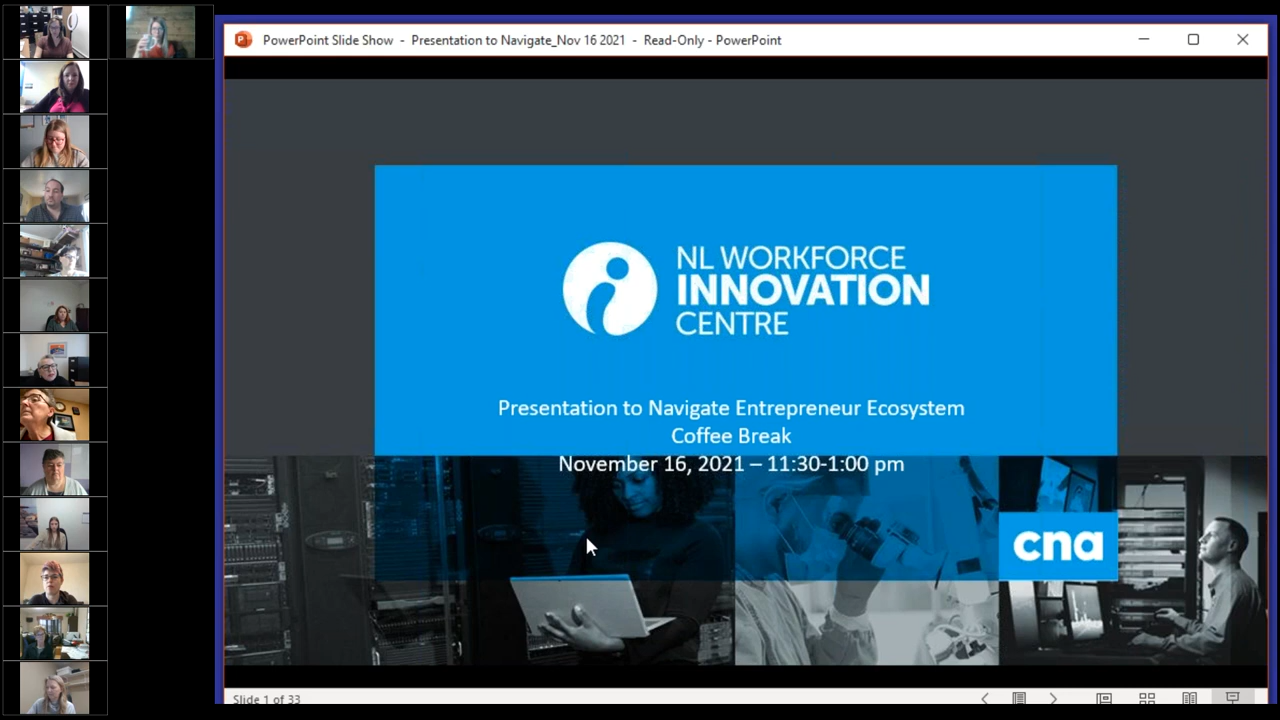 PowerPoint Slide Show - Presentation to Navigate_Nov 16 2021 - Read-Only - PowerPoint
NL WORKFORCE
INNOVATION
CENTRE
Presentation to Navigate Entrepreneur Ecosystem
Coffee Break
November 16, 2021 – 11:30-1:00 pm
cna
Slide 1 of 33